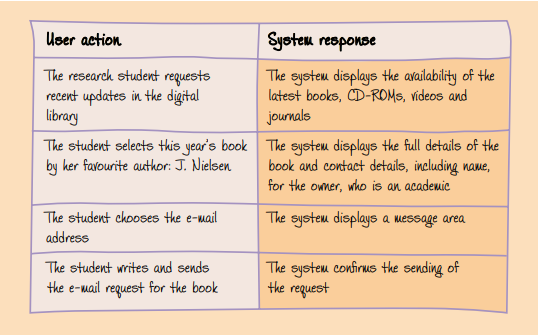 User action
System response
The research student requests
recent updates in the digital
library
The system displays the availability of the
latest books, CD-ROMs, videos and
journals
The student selects this year's book
by her favourite author: J. Nielsen
The system displays the full details of the
book and contact details, including name,
for the owner, who is an academic
The student chooses the e-mail
address
The system displays a message area
The student writes and sends
the e-mail request for the book
The system confirms the sending of
the request